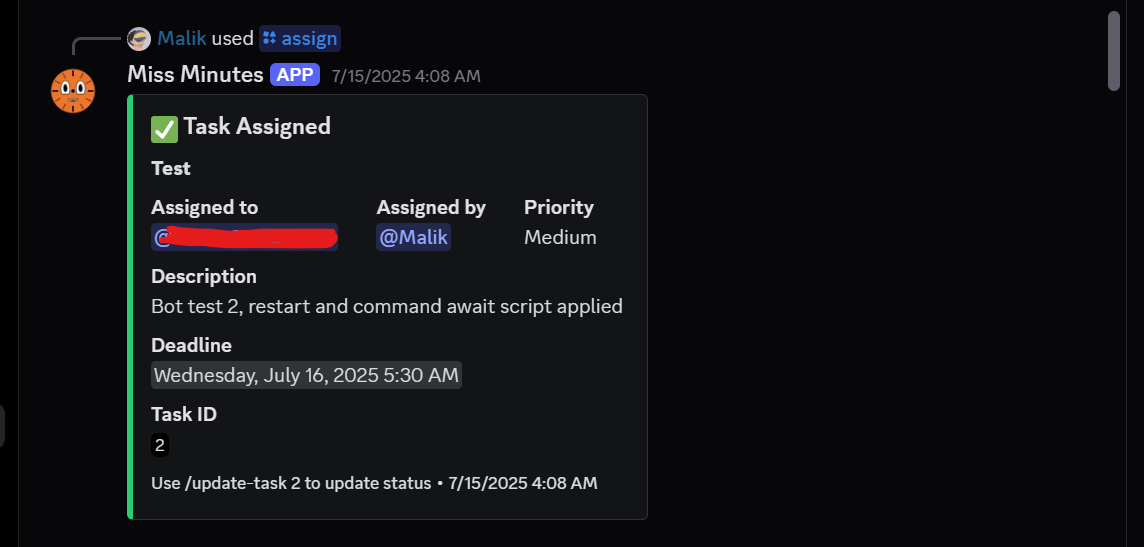 Malik used assign
Miss Minutes APP 7/15/2025 4:08 AM
Task Assigned
Test
Assigned to Assigned by Priority
@ @Malik Medium
Description
Bot test 2, restart and command await script applied
Deadline
Wednesday, July 16, 2025 5:30 AM
Task ID
2
Use /update-task 2 to update status • 7/15/2025 4:08 AM